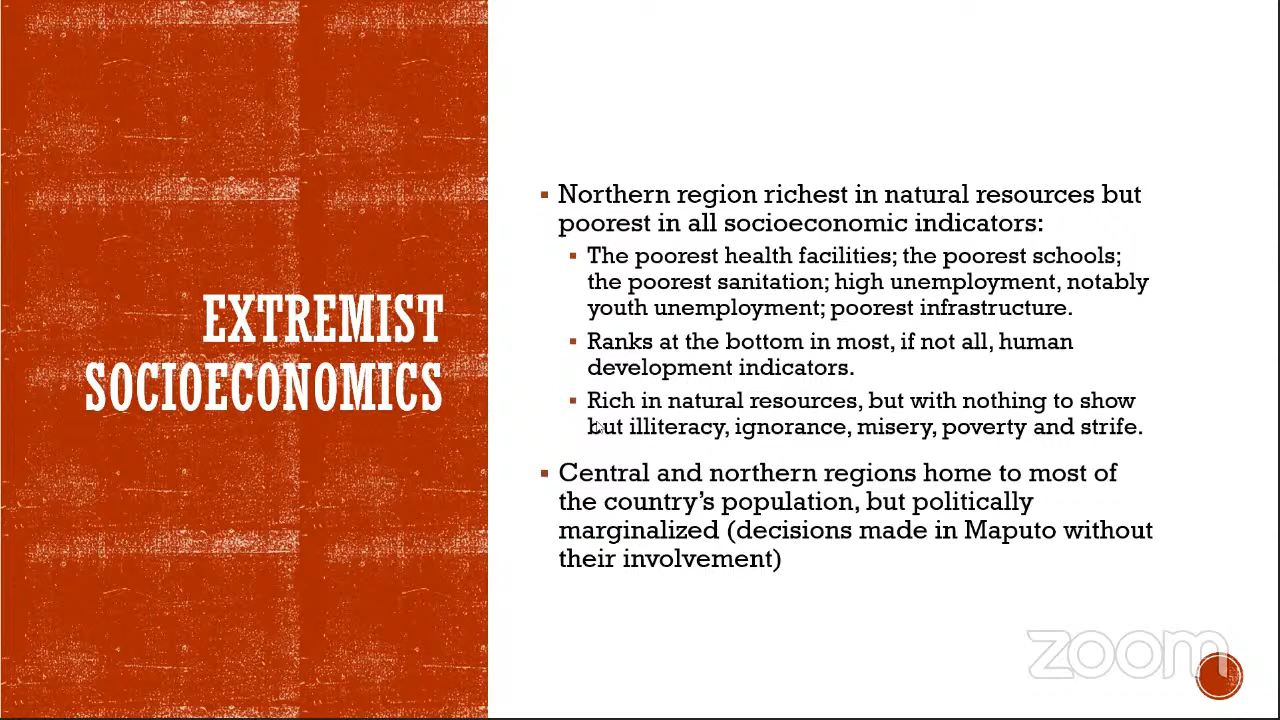 EXTREMIST
SOCIOECONOMICS
Northern region richest in natural resources but
poorest in all socioeconomic indicators:
The poorest health facilities; the poorest schools;
the poorest sanitation; high unemployment, notably
youth unemployment; poorest infrastructure.
Ranks at the bottom in most, if not all, human
development indicators.
Rich in natural resources, but with nothing to show
but illiteracy, ignorance, misery, poverty and strife.
Central and northern regions home to most of
the country's population, but politically
marginalized (decisions made in Maputo without
their involvement)
zoom